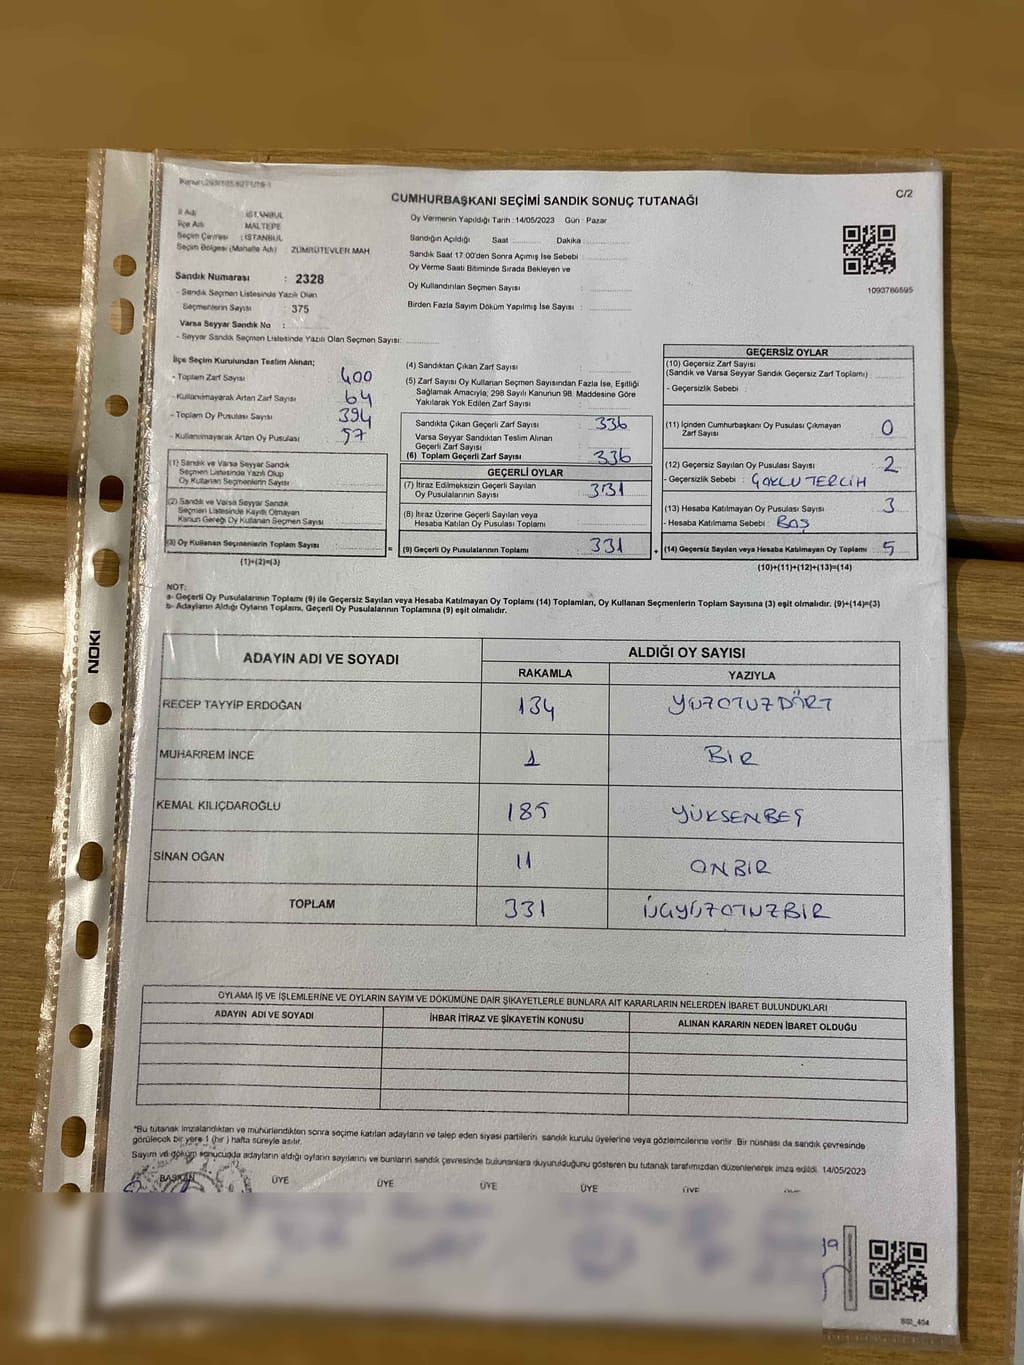 C/2
CUMHURBAŞKANI SEÇİMİ SANDIK SONUÇ TUTANAĞI
İl Adı : İSTANBUL
İlçe Adı : MALTEPE
Seçim Çevresi : İSTANBUL
Seçim Bölgesi (Mahalle Adı) : ZÜMRÜTEVLER MAH
Sandık Numarası : 2328
- Sandık Seçmen Listesinde Yazılı Olan
Seçmenlerin Sayısı : 375
Varsa Seyyar Sandık No :
- Seyyar Sandık Seçmen Listesinde Yazılı Olan Seçmen Sayısı:
Oy Vermenin Yapıldığı Tarih : 14/05/2023 Gün : Pazar
Sandığın Açıldığı Saat Dakika :
Sandık Saat 17.00'den Sonra Açımış İse Sebebi :
Oy Verme Saati Bitiminde Sırada Bekleyen ve
Oy Kullandırılan Seçmen Sayısı :
Birden Fazla Sayım Döküm Yapılmış İse Sayısı :
1093766595
İlçe Seçim Kurulundan Teslim Alınan;
- Toplam Zarf Sayısı 400
- Kullanılmayarak Artan Zarf Sayısı 64
- Toplam Oy Pusulası Sayısı 394
- Kullanılmayarak Artan Oy Pusulası 57
(1) Sandık ve Varsa Seyyar Sandık
Seçmen Listesinde Yazılı Olup
Oy Kullanan Seçmenlerin Sayısı
(2) Sandık ve Varsa Seyyar Sandık
Seçmen Listesinde Kayıtlı Olmayan
Kanun Gereği Oy Kullanan Seçmen Sayısı
(3) Oy Kullanan Seçmenlerin Toplam Sayısı
(1)+(2)=(3)
(4) Sandıktan Çıkan Zarf Sayısı :
(5) Zarf Sayısı Oy Kullanan Seçmen Sayısından Fazla İse, Eşitliği
Sağlamak Amacıyla; 298 Sayılı Kanunun 98. Maddesine Göre
Yakılarak Yok Edilen Zarf Sayısı :
Sandıkta Çıkan Geçerli Zarf Sayısı : 336
Varsa Seyyar Sandıktan Teslim Alınan
Geçerli Zarf Sayısı :
(6) Toplam Geçerli Zarf Sayısı : 336
GEÇERLİ OYLAR
(7) İtiraz Edilmeksizin Geçerli Sayılan
Oy Pusulalarının Sayısı : 331
(8) İtiraz Üzerine Geçerli Sayılan veya
Hesaba Katılan Oy Pusulası Toplamı :
= (9) Geçerli Oy Pusulalarının Toplamı : 331 +
GEÇERSİZ OYLAR
(10) Geçersiz Zarf Sayısı
(Sandık ve Varsa Seyyar Sandık Geçersiz Zarf Toplamı)
- Geçersizlik Sebebi :
(11) İçinden Cumhurbaşkanı Oy Pusulası Çıkmayan
Zarf Sayısı : 0
(12) Geçersiz Sayılan Oy Pusulası Sayısı : 2
- Geçersizlik Sebebi : ÇOKLU TERCİH
(13) Hesaba Katılmayan Oy Pusulası Sayısı : 3
- Hesaba Katılmama Sebebi : BOŞ
(14) Geçersiz Sayılan veya Hesaba Katılmayan Oy Toplamı : 5
(10)+(11)+(12)+(13)=(14)
NOT:
a- Geçerli Oy Pusulalarının Toplamı (9) ile Geçersiz Sayılan veya Hesaba Katılmayan Oy Toplamı (14) Toplamları, Oy Kullanan Seçmenlerin Toplam Sayısına (3) eşit olmalıdır. (9)+(14)=(3)
b- Adayların Aldığı Oyların Toplamı, Geçerli Oy Pusulalarının Toplamına (9) eşit olmalıdır.
NOKI
ADAYIN ADI VE SOYADI ALDIĞI OY SAYISI
RAKAMLA YAZIYLA
RECEP TAYYİP ERDOĞAN 134 YÜZOTUZDÖRT
MUHARREM İNCE 1 BİR
KEMAL KILIÇDAROĞLU 185 YÜKSENBEŞ
SİNAN OĞAN 11 ONBİR
TOPLAM 331 ÜÇYÜZOTUZBİR
OYLAMA İŞ VE İŞLEMLERİNE VE OYLARIN SAYIM VE DÖKÜMÜNE DAİR ŞİKAYETLERLE BUNLARA AİT KARARLARIN NELERDEN İBARET BULUNDUKLARI
ADAYIN ADI VE SOYADI İHBAR İTİRAZ VE ŞİKAYETİN KONUSU ALINAN KARARIN NEDEN İBARET OLDUĞU
*Bu tutanak imzalandıktan ve mühürlendikten sonra seçime katılan adayların ve talep eden siyasi partilerin sandık kurulu üyelerine veya gözlemcilerine verilir. Bir nüshası da sandık çevresinde
görülecek bir yere 1 (bir) hafta süreyle asılır.
Sayım ve döküm sonucunda adayların aldığı oyların sayılarını ve bunların sandık çevresinde bulunanlara duyurulduğunu gösteren bu tutanak tarafımızdan düzenlenerek imza edildi. 14/05/2023
BAŞKAN ÜYE ÜYE ÜYE ÜYE ÜYE